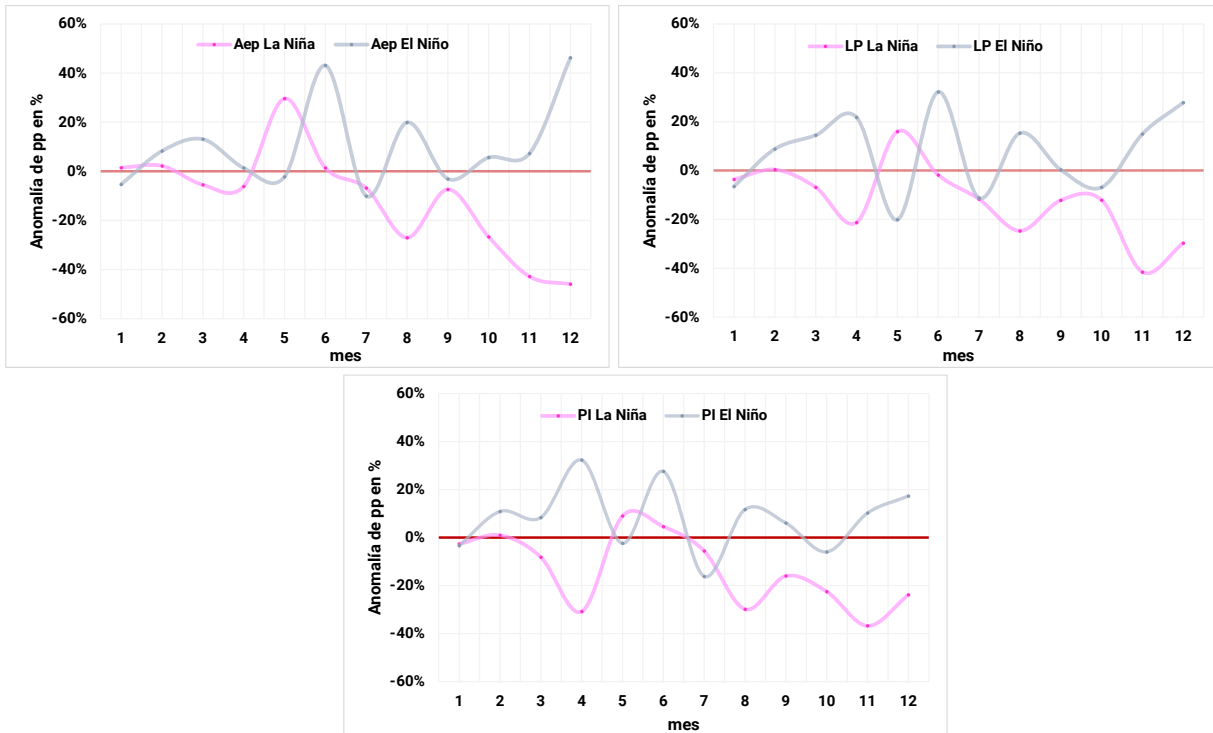 Aep La Niña Aep El Niño
Anomalía de pp en %
60%
40%
20%
0%
-20%
-40%
-60%
1 2 3 4 5 6 7 8 9 10 11 12
mes
LP La Niña LP El Niño
Anomalía de pp en %
60%
40%
20%
0%
-20%
-40%
-60%
1 2 3 4 5 6 7 8 9 10 11 12
mes
PI La Niña PI El Niño
Anomalía de pp en %
60%
40%
20%
0%
-20%
-40%
-60%
1 2 3 4 5 6 7 8 9 10 11 12
mes